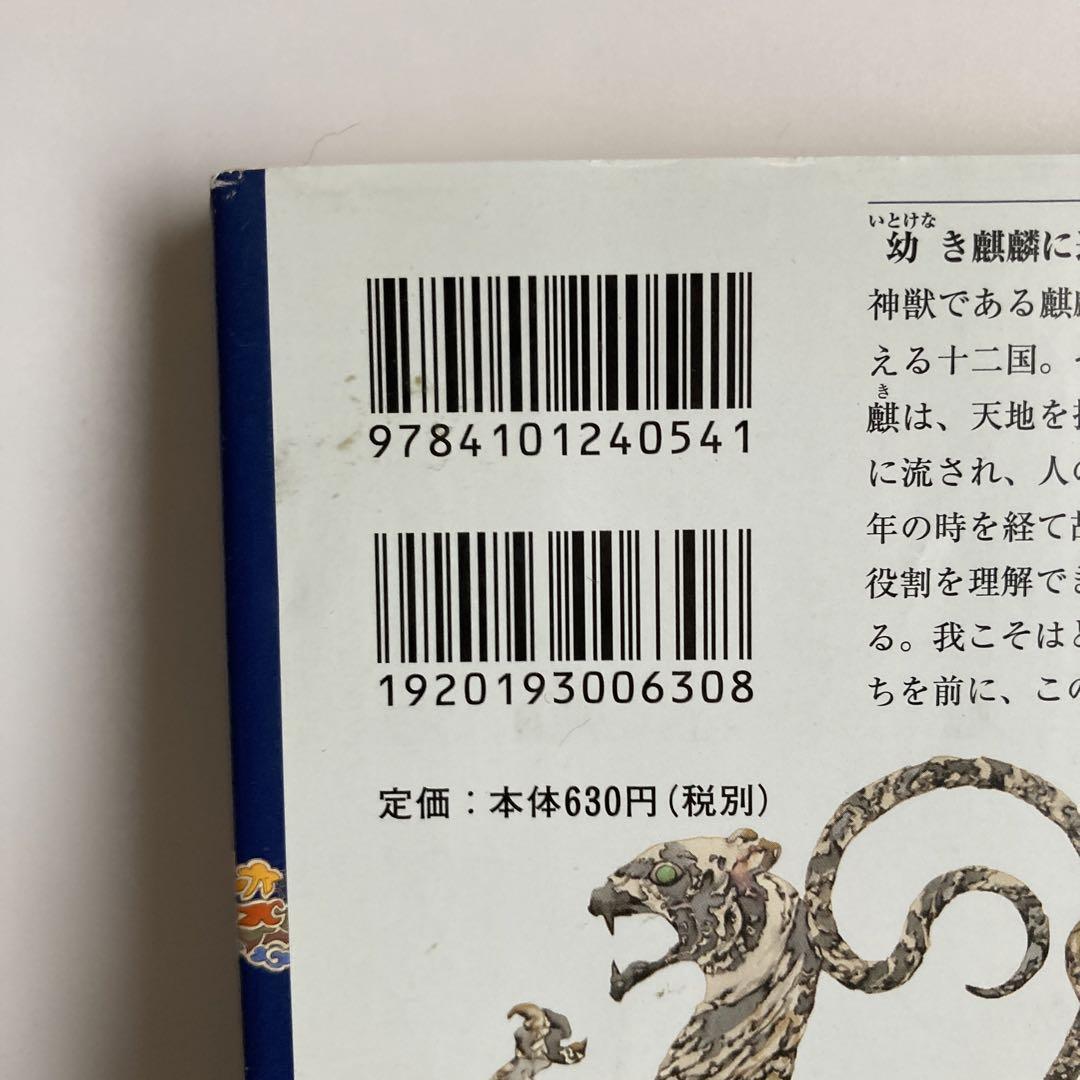 9784101240541
1920193006308
定価：本体630円（税別）
いとけな
幼き麒麟に
神獣である麒
える十二国。
き
麒は、天地を
に流され、人の
年の時を経て
役割を理解でき
る。我こそはと
ちを前に、この